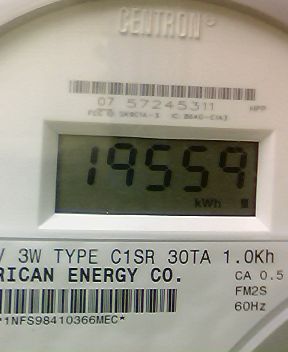 CENTRON®
07 57245311 MPP
19559
kWh
V 3W TYPE C1SR 30TA 1.0Kh
RICAN ENERGY CO.
CA 0.5
FM2S
60Hz
*1NFS98410366MEC*